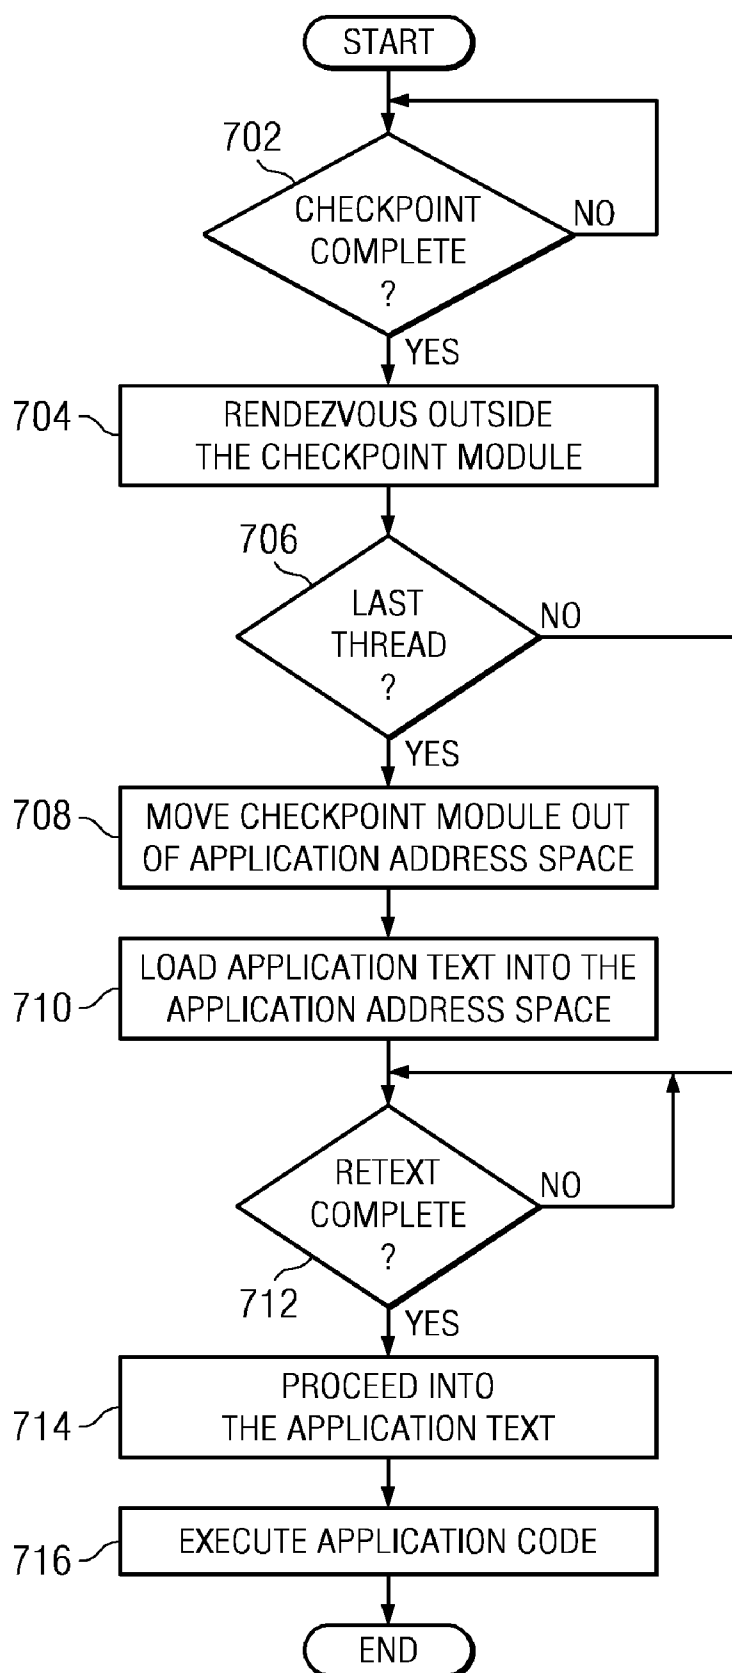 START
702
CHECKPOINT
COMPLETE
?
NO
YES
704
RENDEZVOUS OUTSIDE
THE CHECKPOINT MODULE
706
LAST
THREAD
?
NO
YES
708
MOVE CHECKPOINT MODULE OUT
OF APPLICATION ADDRESS SPACE
710
LOAD APPLICATION TEXT INTO THE
APPLICATION ADDRESS SPACE
RETEXT
COMPLETE
?
NO
712
YES
714
PROCEED INTO
THE APPLICATION TEXT
716
EXECUTE APPLICATION CODE
END